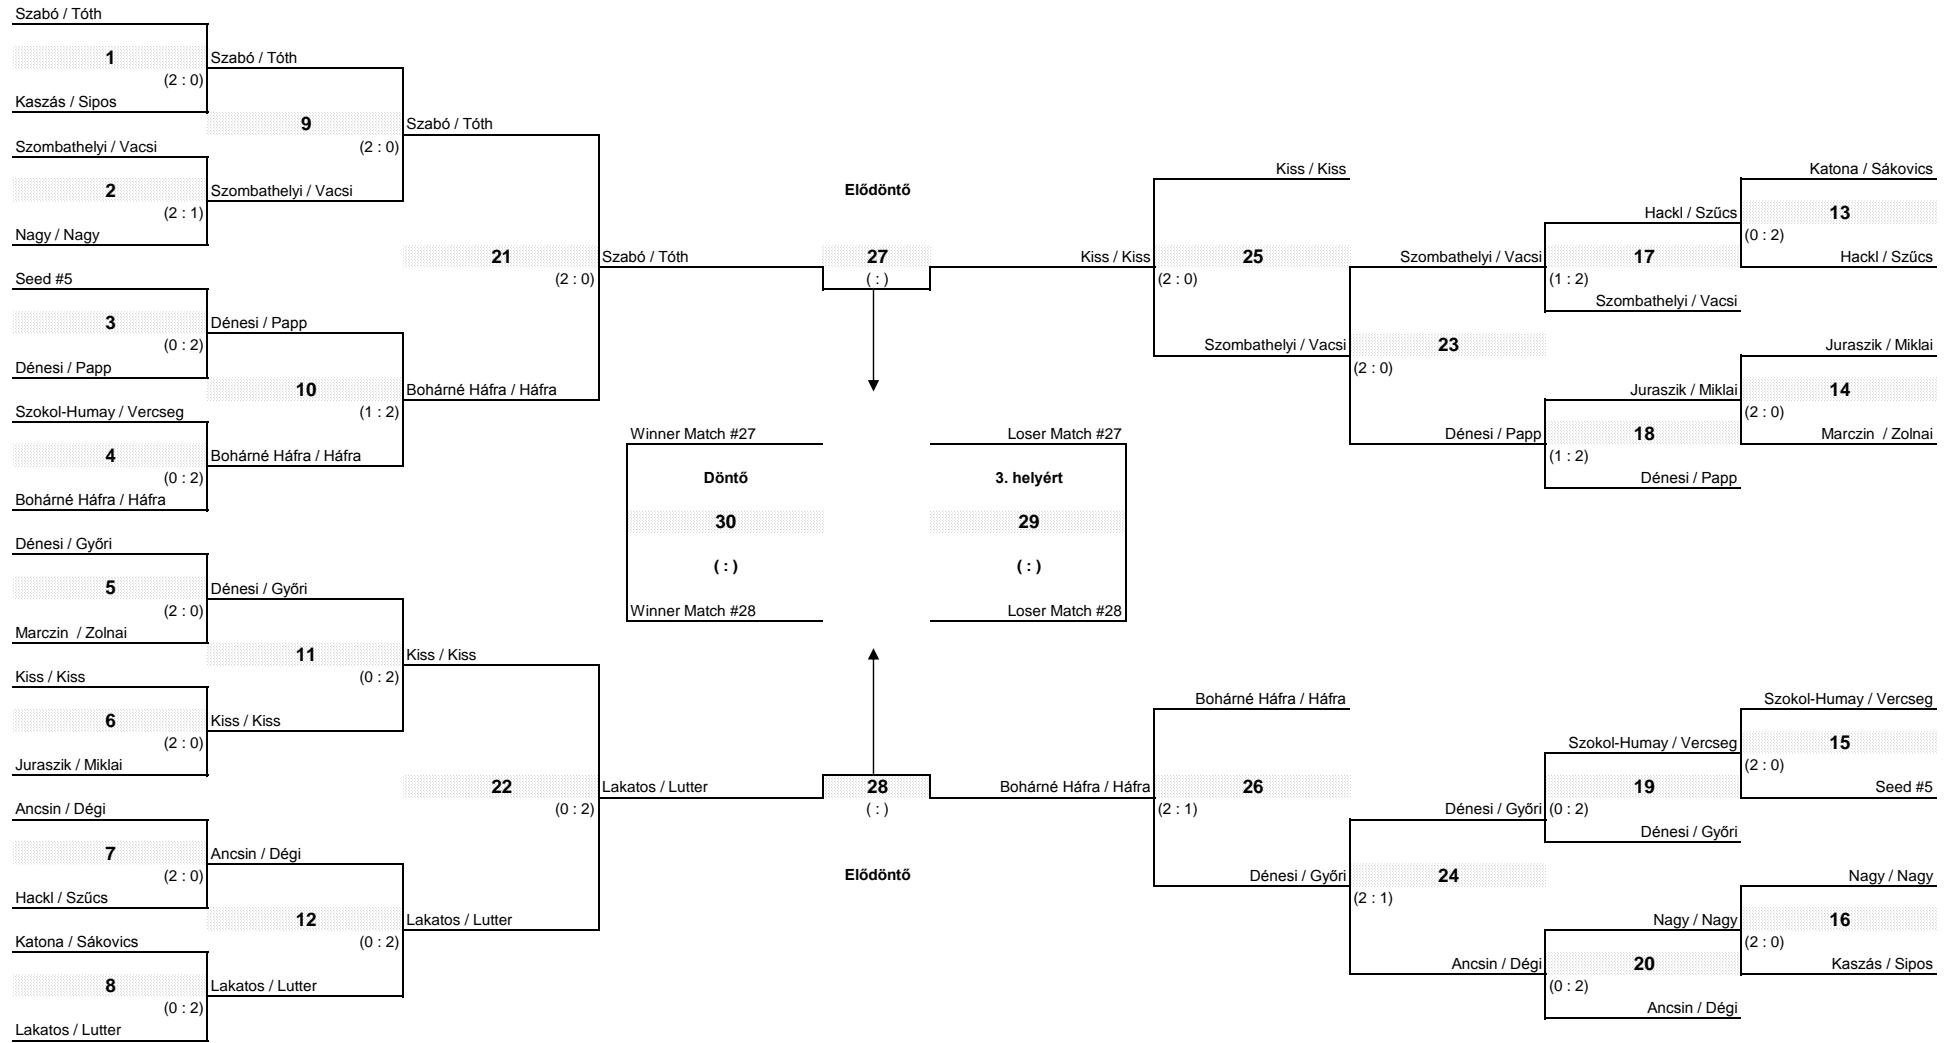 Szabó / Tóth
1
Szabó / Tóth
(2 : 0)
Kaszás / Sipos
9
Szabó / Tóth
(2 : 0)
Szombathelyi / Vacsi
2
Szombathelyi / Vacsi
(2 : 1)
Nagy / Nagy
21
Szabó / Tóth
(2 : 0)
Seed #5
3
Dénesi / Papp
(0 : 2)
Dénesi / Papp
10
Bohárné Háfra / Háfra
(1 : 2)
Szokol-Humay / Vercseg
4
Bohárné Háfra / Háfra
(0 : 2)
Bohárné Háfra / Háfra
Dénesi / Győri
5
Dénesi / Győri
(2 : 0)
Marczin  / Zolnai
11
Kiss / Kiss
(0 : 2)
Kiss / Kiss
6
Kiss / Kiss
(2 : 0)
Juraszik / Miklai
22
Lakatos / Lutter
(0 : 2)
Ancsin / Dégi
7
Ancsin / Dégi
(2 : 0)
Hackl / Szűcs
12
Lakatos / Lutter
(0 : 2)
Katona / Sákovics
8
Lakatos / Lutter
(0 : 2)
Lakatos / Lutter
Elődöntő
27
( : )
Winner Match #27
Döntő
30
( : )
Winner Match #28
Loser Match #27
3. helyért
29
( : )
Loser Match #28
28
( : )
Elődöntő
Kiss / Kiss
Kiss / Kiss
25
(2 : 0)
Szombathelyi / Vacsi
Szombathelyi / Vacsi
23
(2 : 0)
Dénesi / Papp
Hackl / Szűcs
17
(1 : 2)
Szombathelyi / Vacsi
Katona / Sákovics
13
(0 : 2)
Hackl / Szűcs
Juraszik / Miklai
18
(1 : 2)
Dénesi / Papp
Juraszik / Miklai
14
(2 : 0)
Marczin  / Zolnai
Bohárné Háfra / Háfra
Bohárné Háfra / Háfra
26
(2 : 1)
Dénesi / Győri
Dénesi / Győri
24
(2 : 1)
Ancsin / Dégi
Szokol-Humay / Vercseg
19
(0 : 2)
Dénesi / Győri
Szokol-Humay / Vercseg
15
(2 : 0)
Seed #5
Nagy / Nagy
20
(0 : 2)
Ancsin / Dégi
Nagy / Nagy
16
(2 : 0)
Kaszás / Sipos